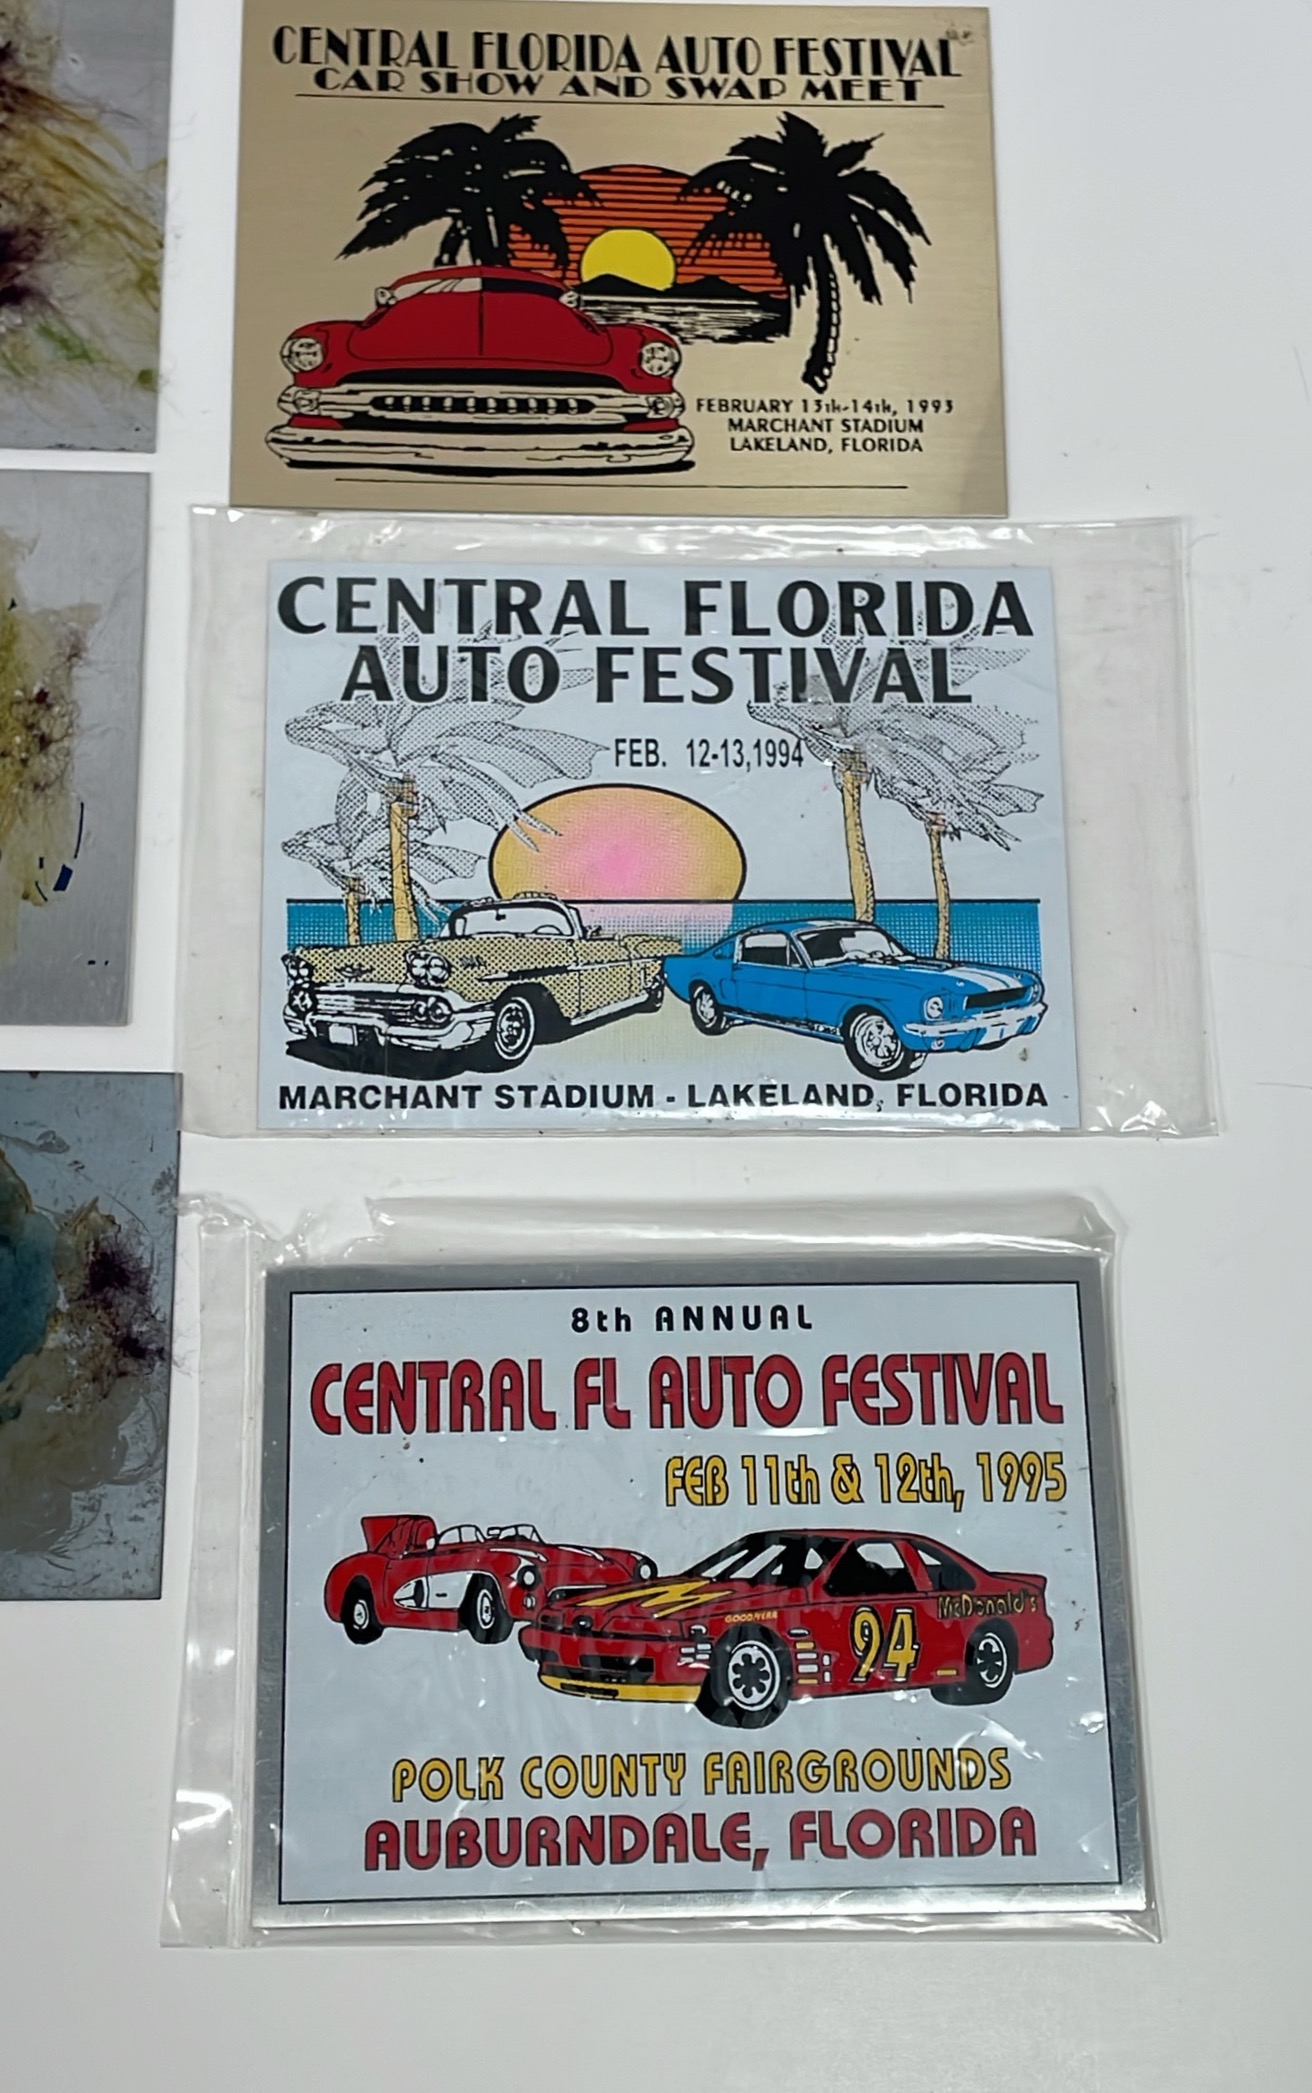 CENTRAL FLORIDA AUTO FESTIVAL
CAR SHOW AND SWAP MEET
FEBRUARY 13th-14th, 1993
MARCHANT STADIUM
LAKELAND, FLORIDA
CENTRAL FLORIDA
AUTO FESTIVAL
FEB. 12-13,1994
MARCHANT STADIUM - LAKELAND, FLORIDA
8th ANNUAL
CENTRAL FL AUTO FESTIVAL
FEB 11th & 12th, 1995
GOODYEAR
McDonald's
94
POLK COUNTY FAIRGROUNDS
AUBURNDALE, FLORIDA